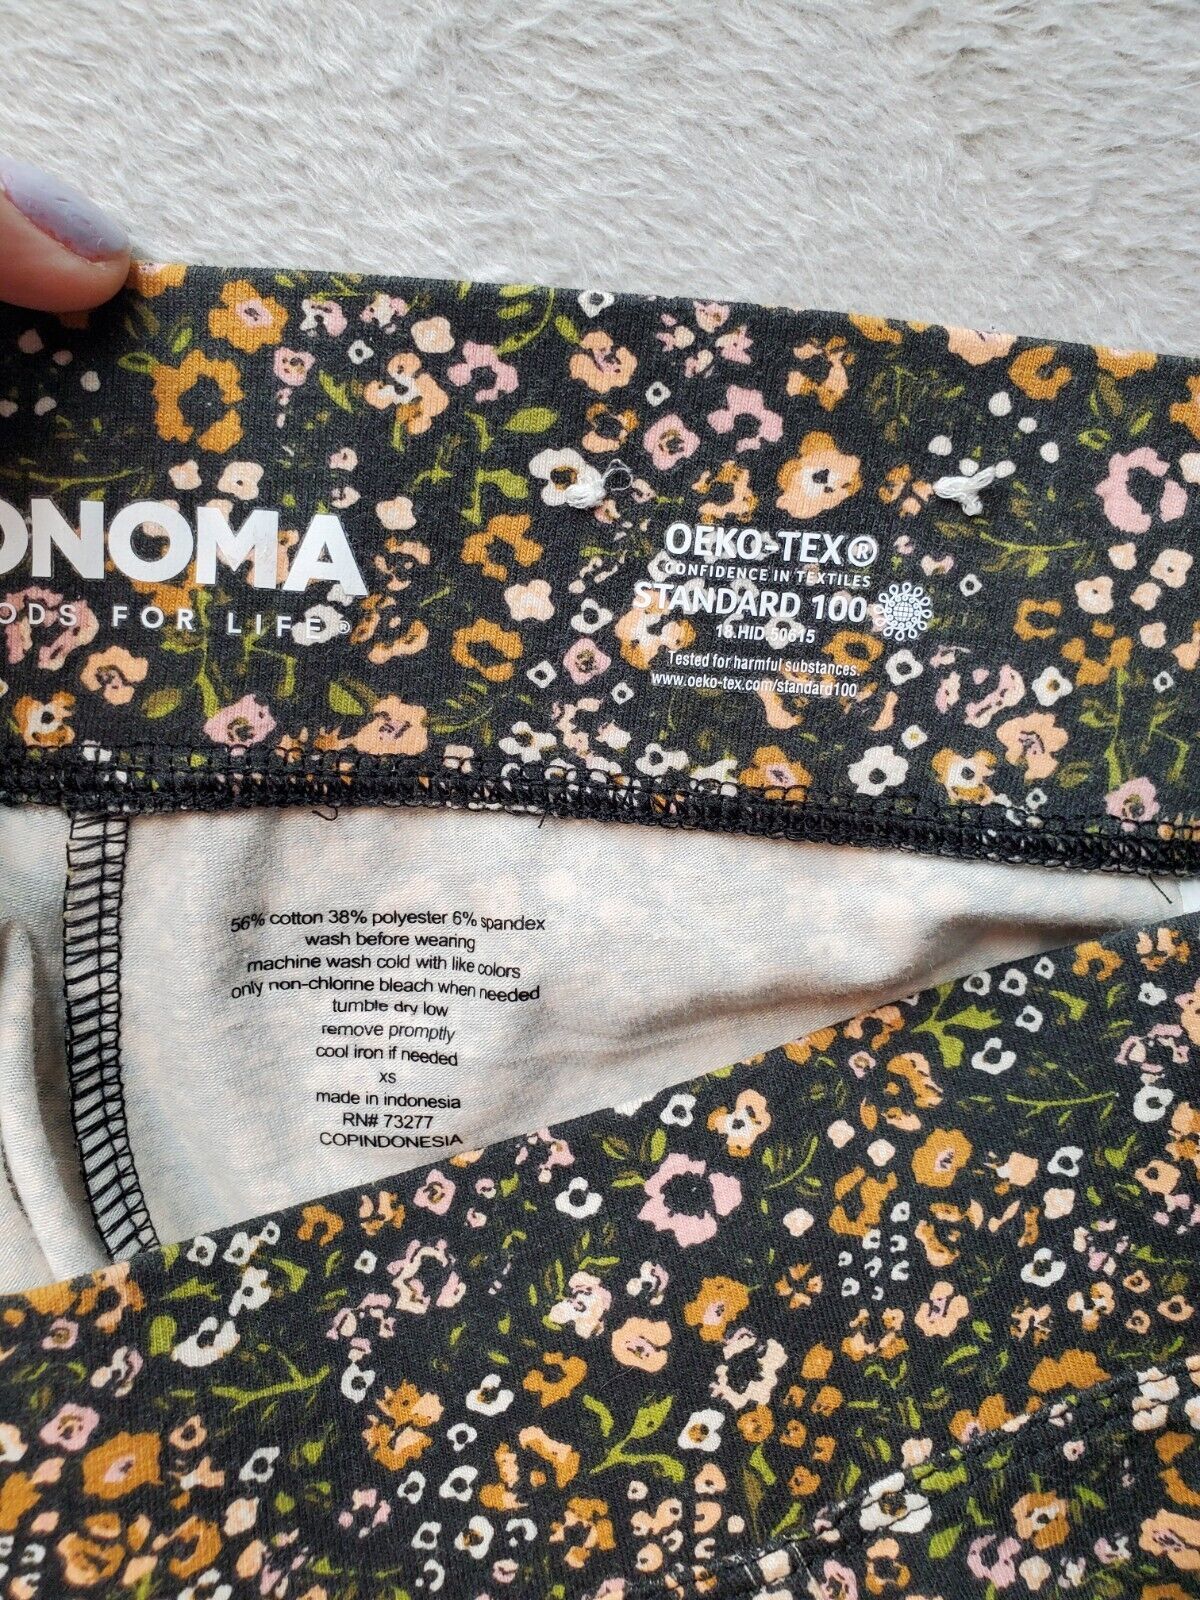 ONOMA
ODS FOR LIFE®
OEKO-TEX®
CONFIDENCE IN TEXTILES
STANDARD 100
16.HID.50615
Tested for harmful substances.
www.oeko-tex.com/standard100
56% cotton 38% polyester 6% spandex
wash before wearing
machine wash cold with like colors
only non-chlorine bleach when needed
tumble dry low
remove promptly
cool iron if needed
xs
made in indonesia
RN# 73277
COPINDONESIA